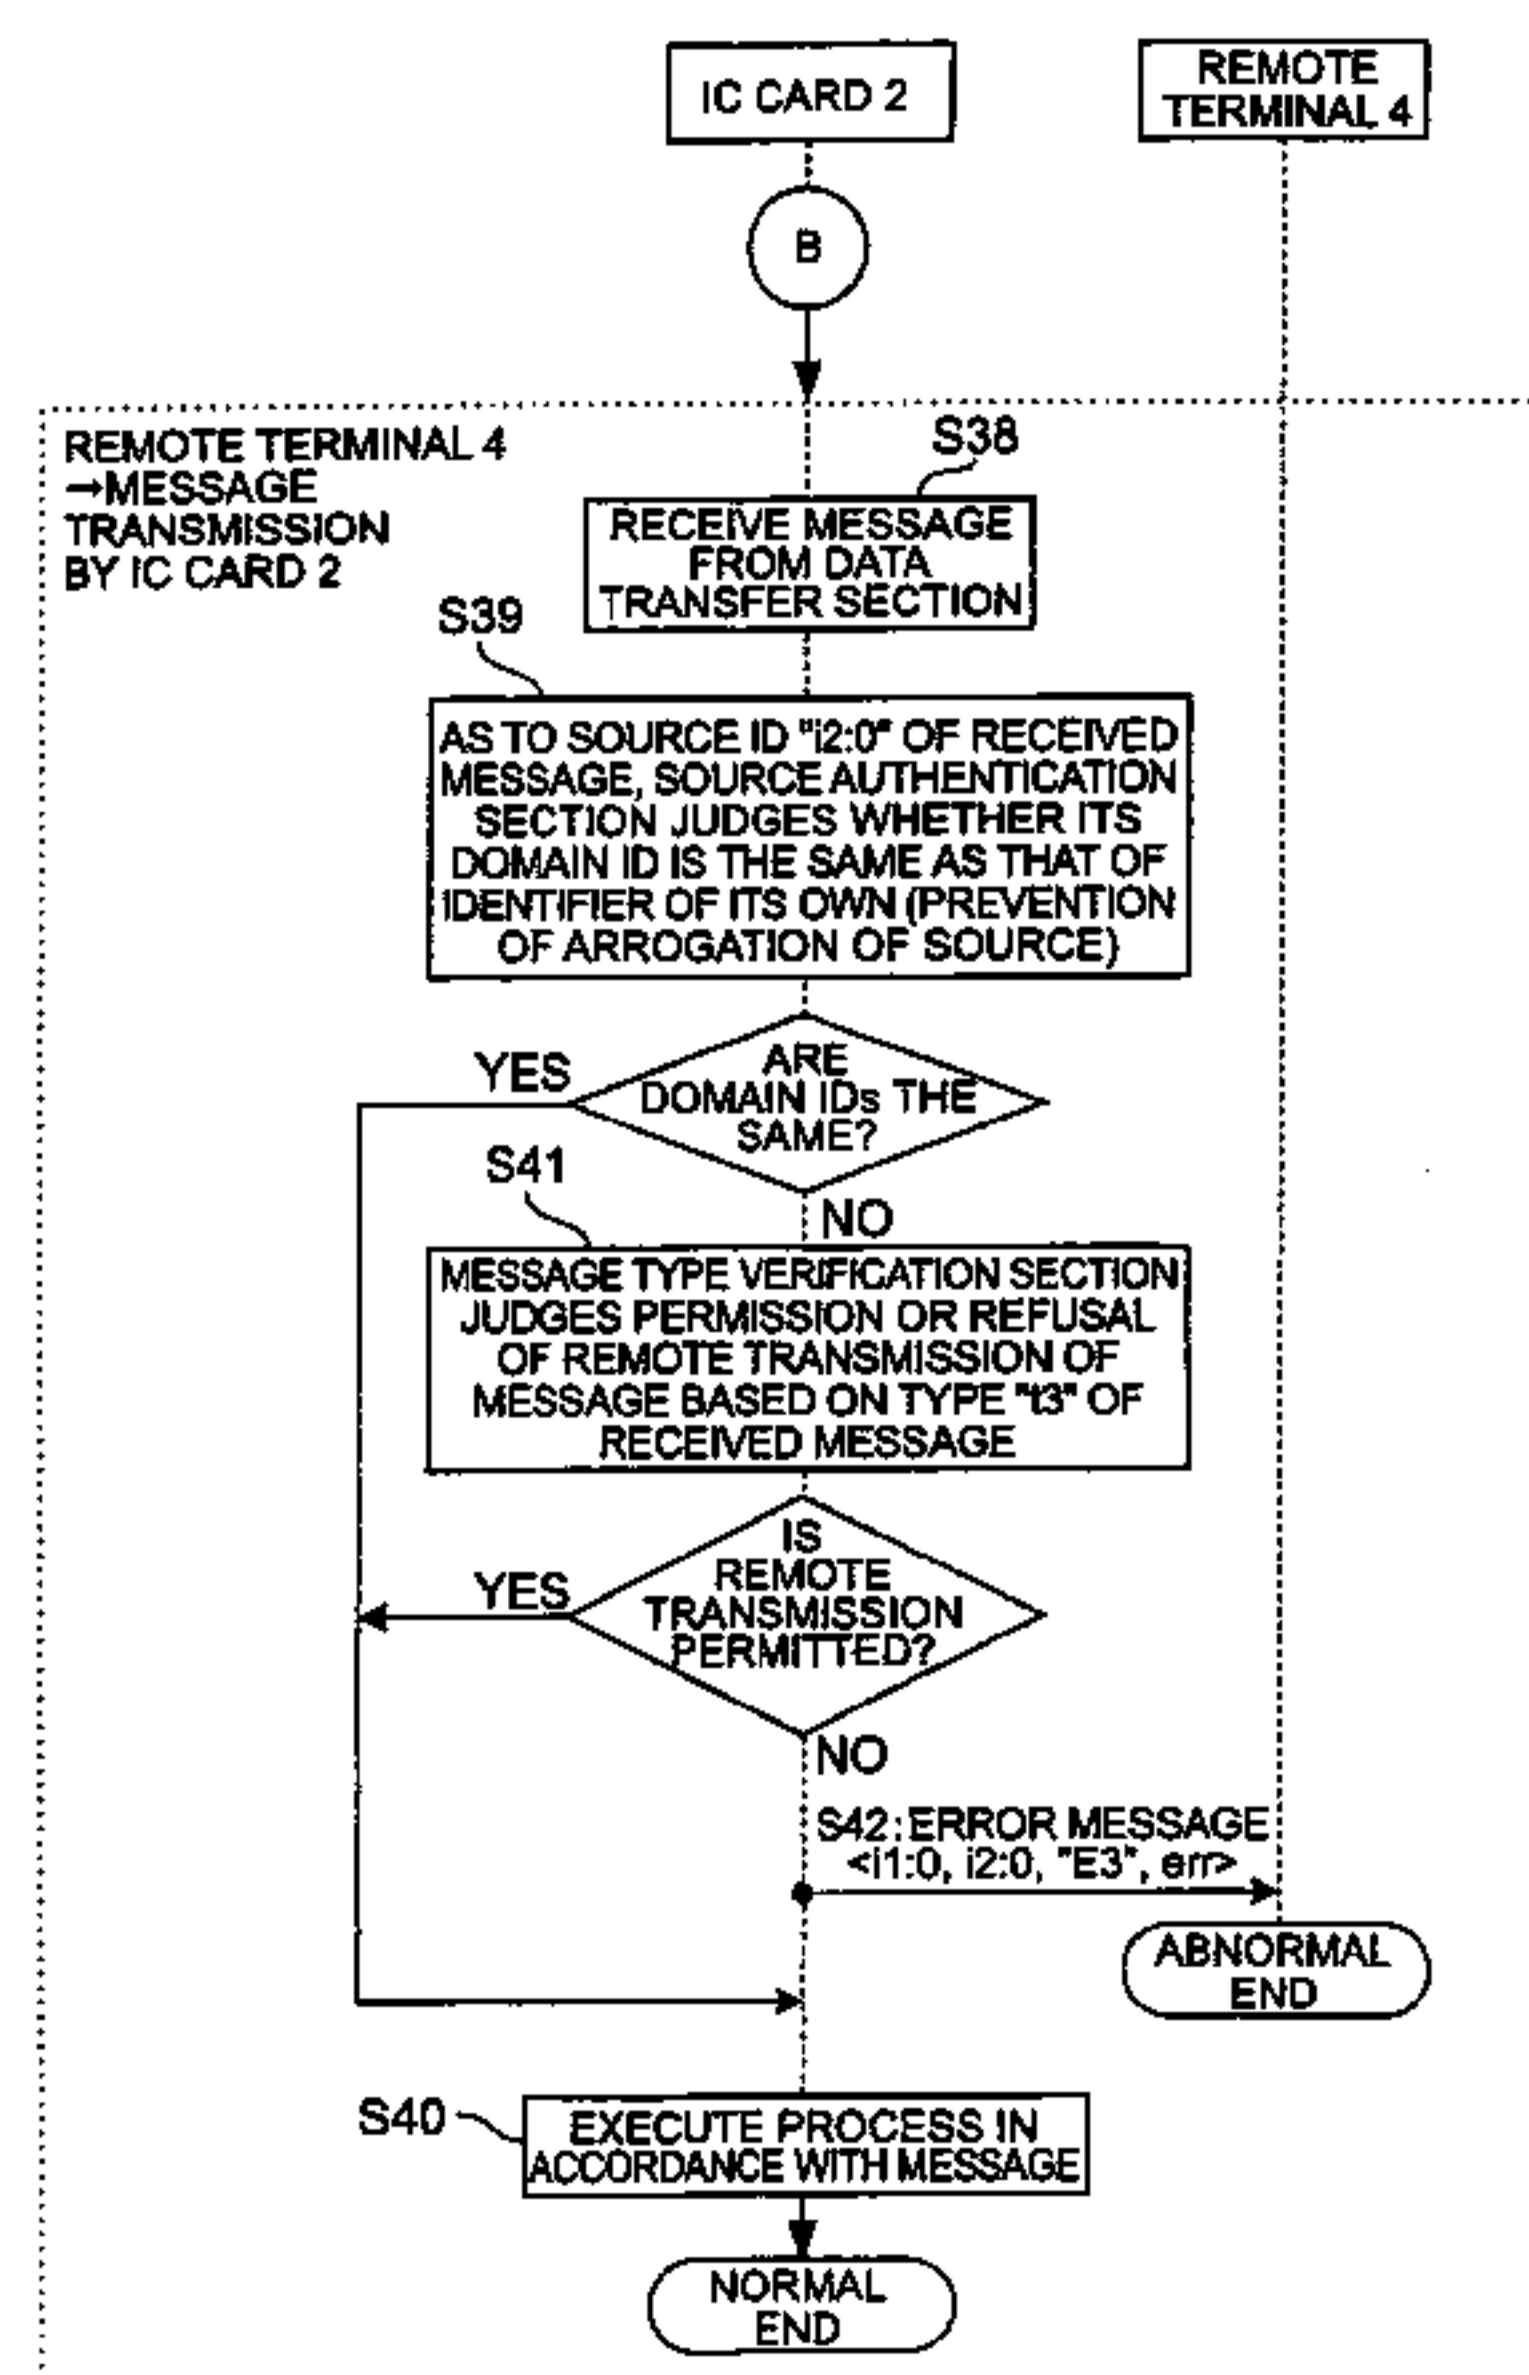 IC CARD 2
REMOTE
TERMINAL 4
B
REMOTE TERMINAL 4
→MESSAGE
TRANSMISSION
BY IC CARD 2
S38
RECEIVE MESSAGE
FROM DATA
TRANSFER SECTION
S39
AS TO SOURCE ID "i2:0" OF RECEIVED
MESSAGE, SOURCE AUTHENTICATION
SECTION JUDGES WHETHER ITS
DOMAIN ID IS THE SAME AS THAT OF
IDENTIFIER OF ITS OWN (PREVENTION
OF ARROGATION OF SOURCE)
YES
ARE
DOMAIN IDs THE
SAME?
S41
NO
MESSAGE TYPE VERIFICATION SECTION
JUDGES PERMISSION OR REFUSAL
OF REMOTE TRANSMISSION OF
MESSAGE BASED ON TYPE "t3" OF
RECEIVED MESSAGE
YES
IS
REMOTE
TRANSMISSION
PERMITTED?
NO
S42: ERROR MESSAGE
<i1:0, i2:0, "E3", err>
ABNORMAL
END
S40
EXECUTE PROCESS IN
ACCORDANCE WITH MESSAGE
NORMAL
END